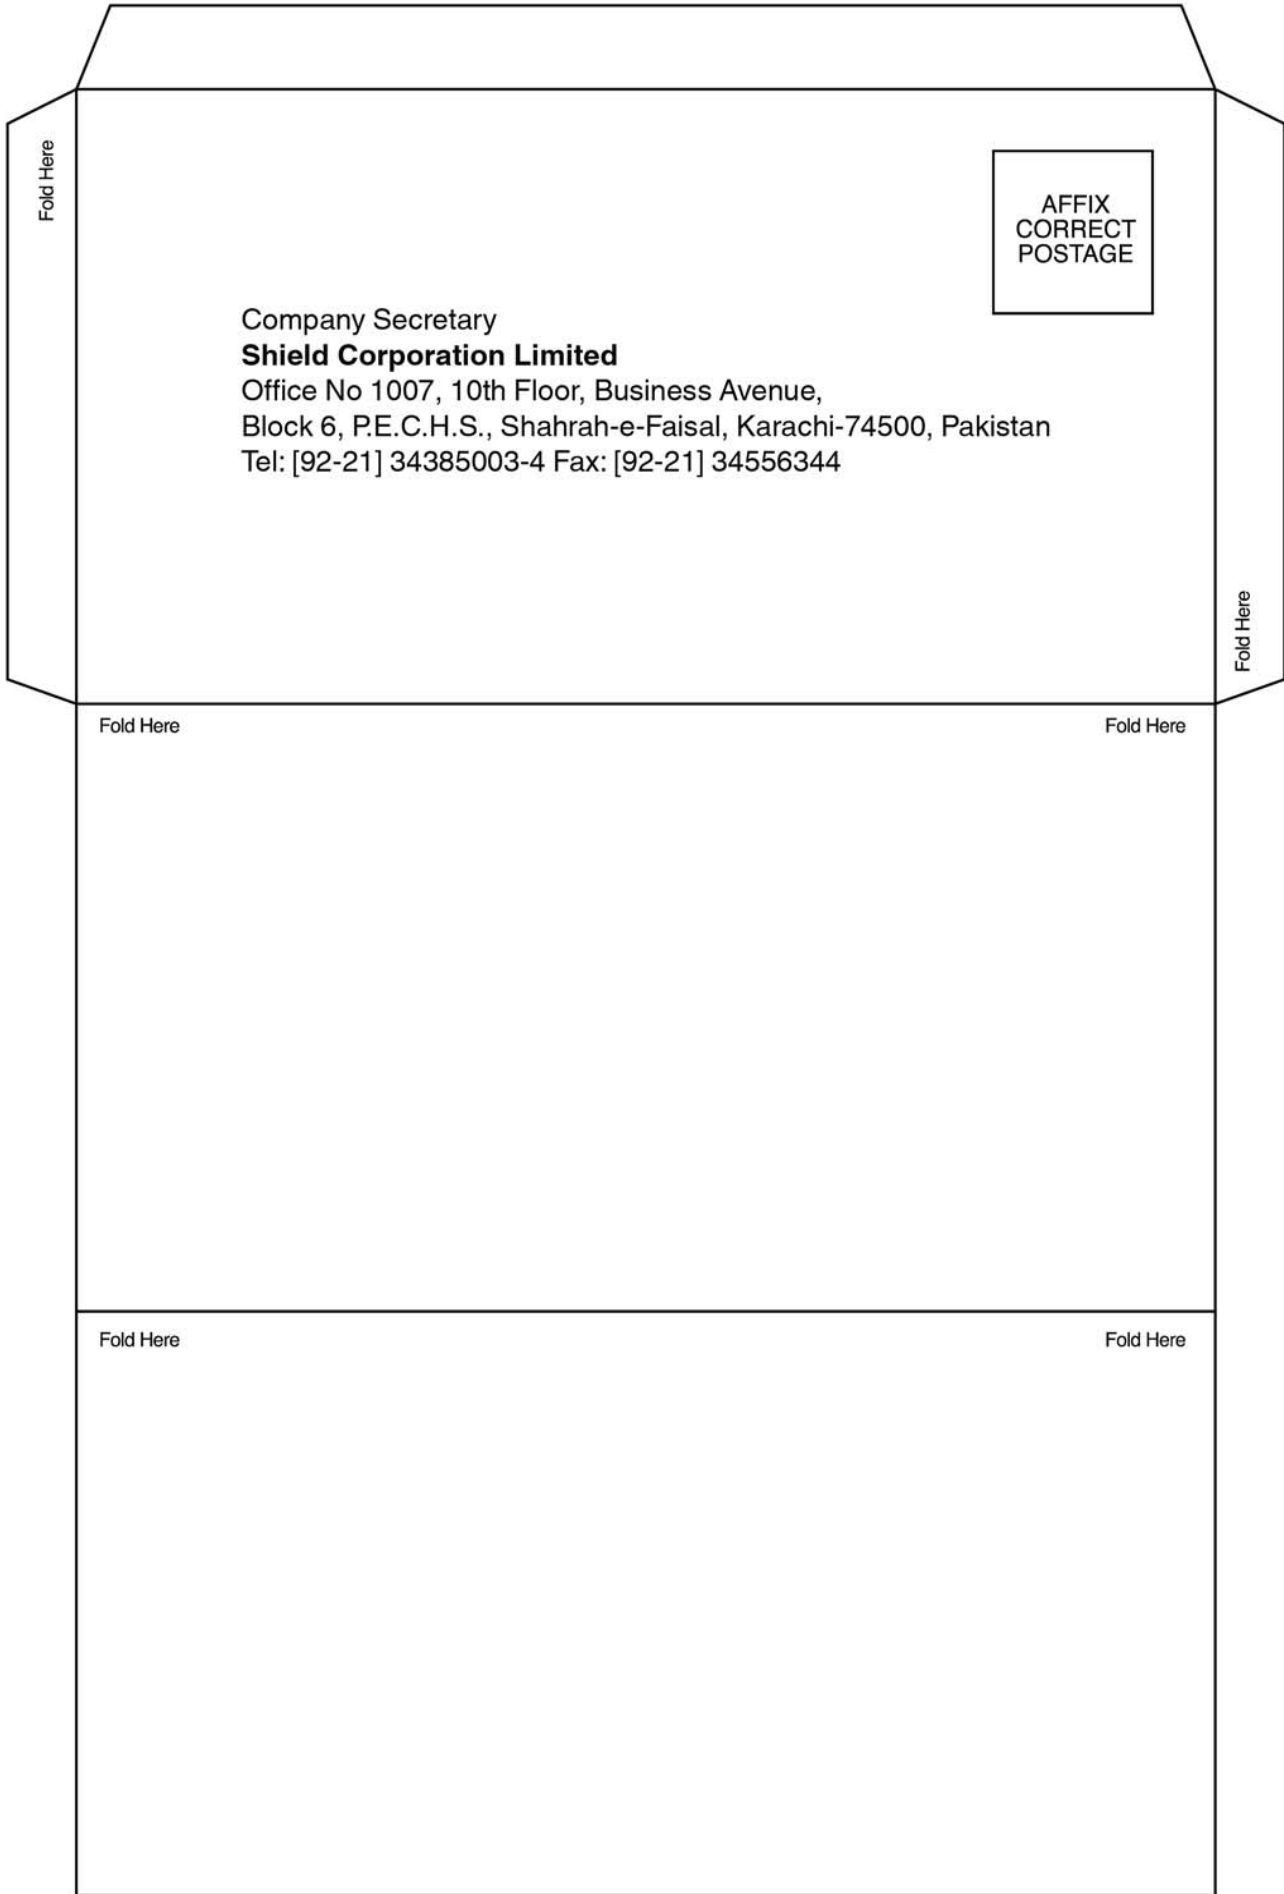 Fold Here
AFFIX
CORRECT
POSTAGE
Company Secretary
Shield Corporation Limited
Office No 1007, 10th Floor, Business Avenue,
Block 6, P.E.C.H.S., Shahrah-e-Faisal, Karachi-74500, Pakistan
Tel: [92-21] 34385003-4 Fax: [92-21] 34556344
Fold Here
Fold Here
Fold Here
Fold Here
Fold Here